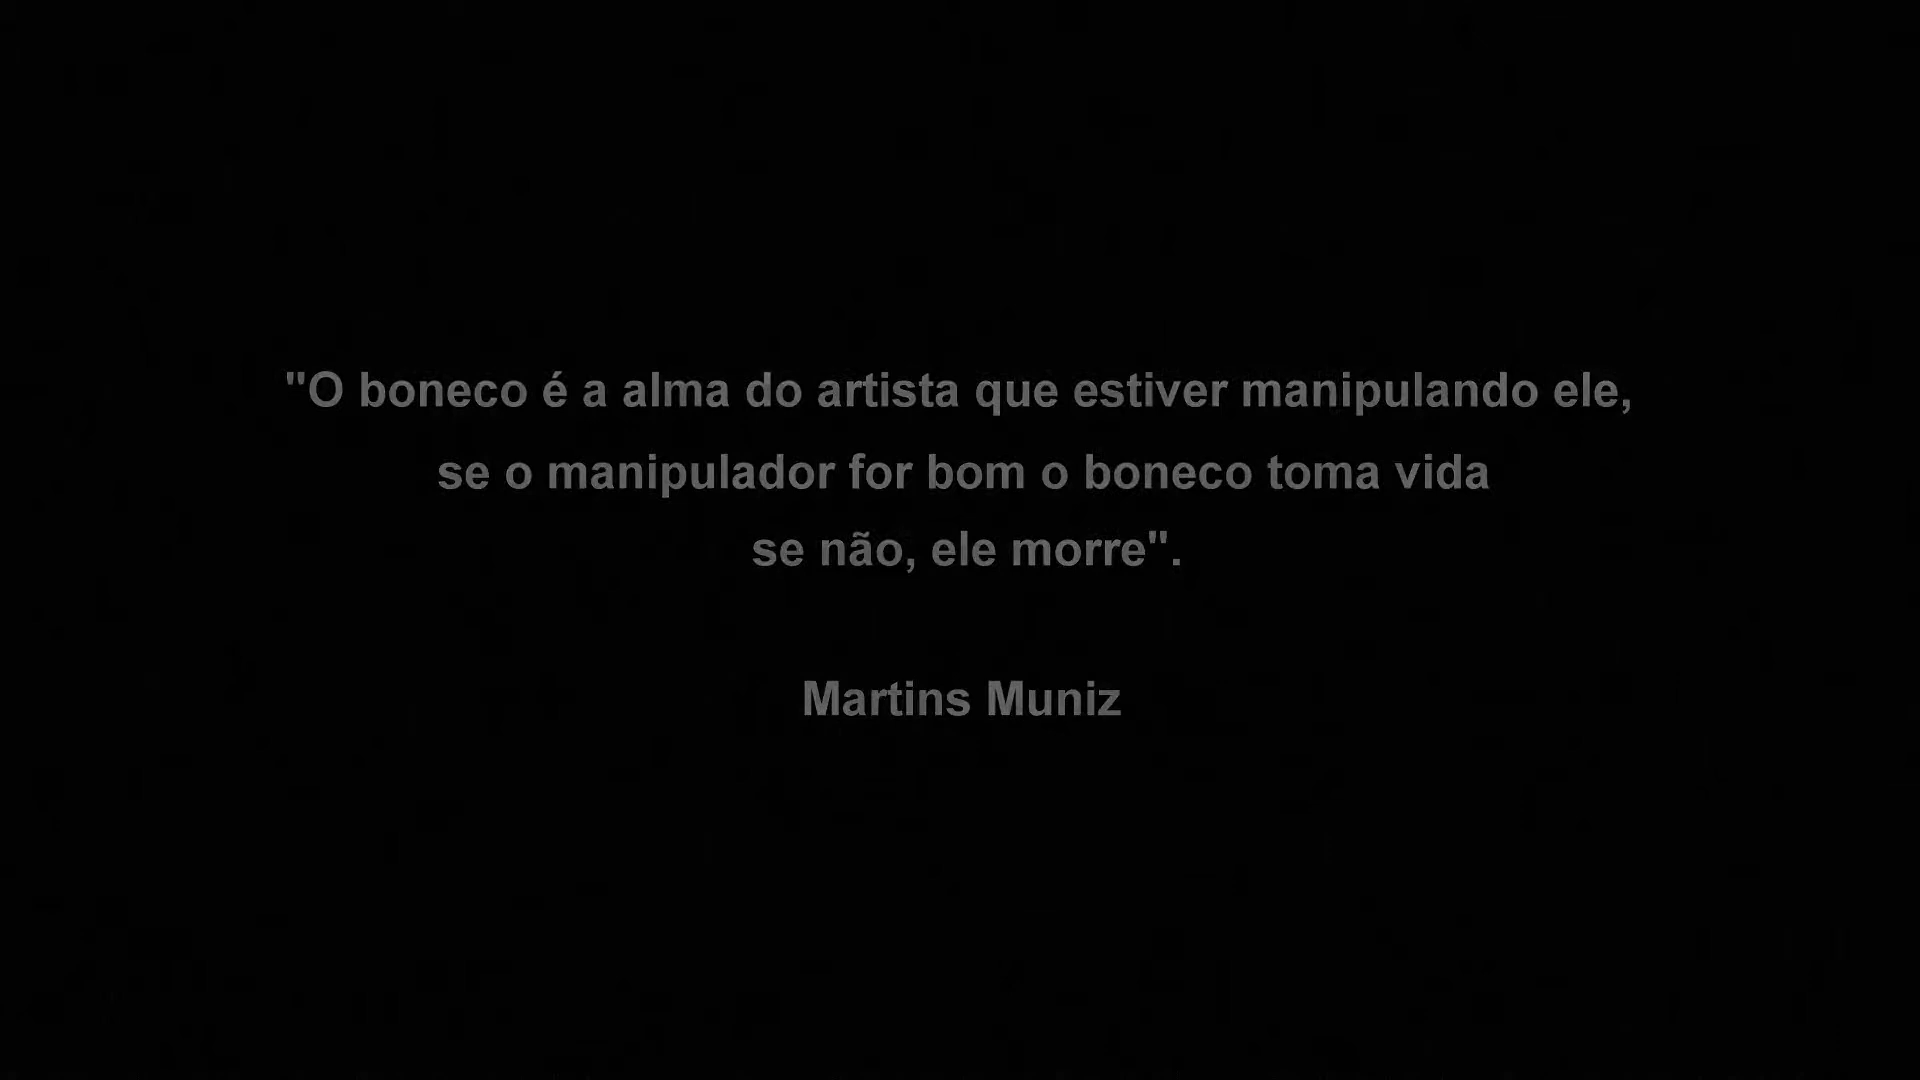 "O boneco é a alma do artista que estiver manipulando ele,
se o manipulador for bom o boneco toma vida
se não, ele morre".
Martins Muniz